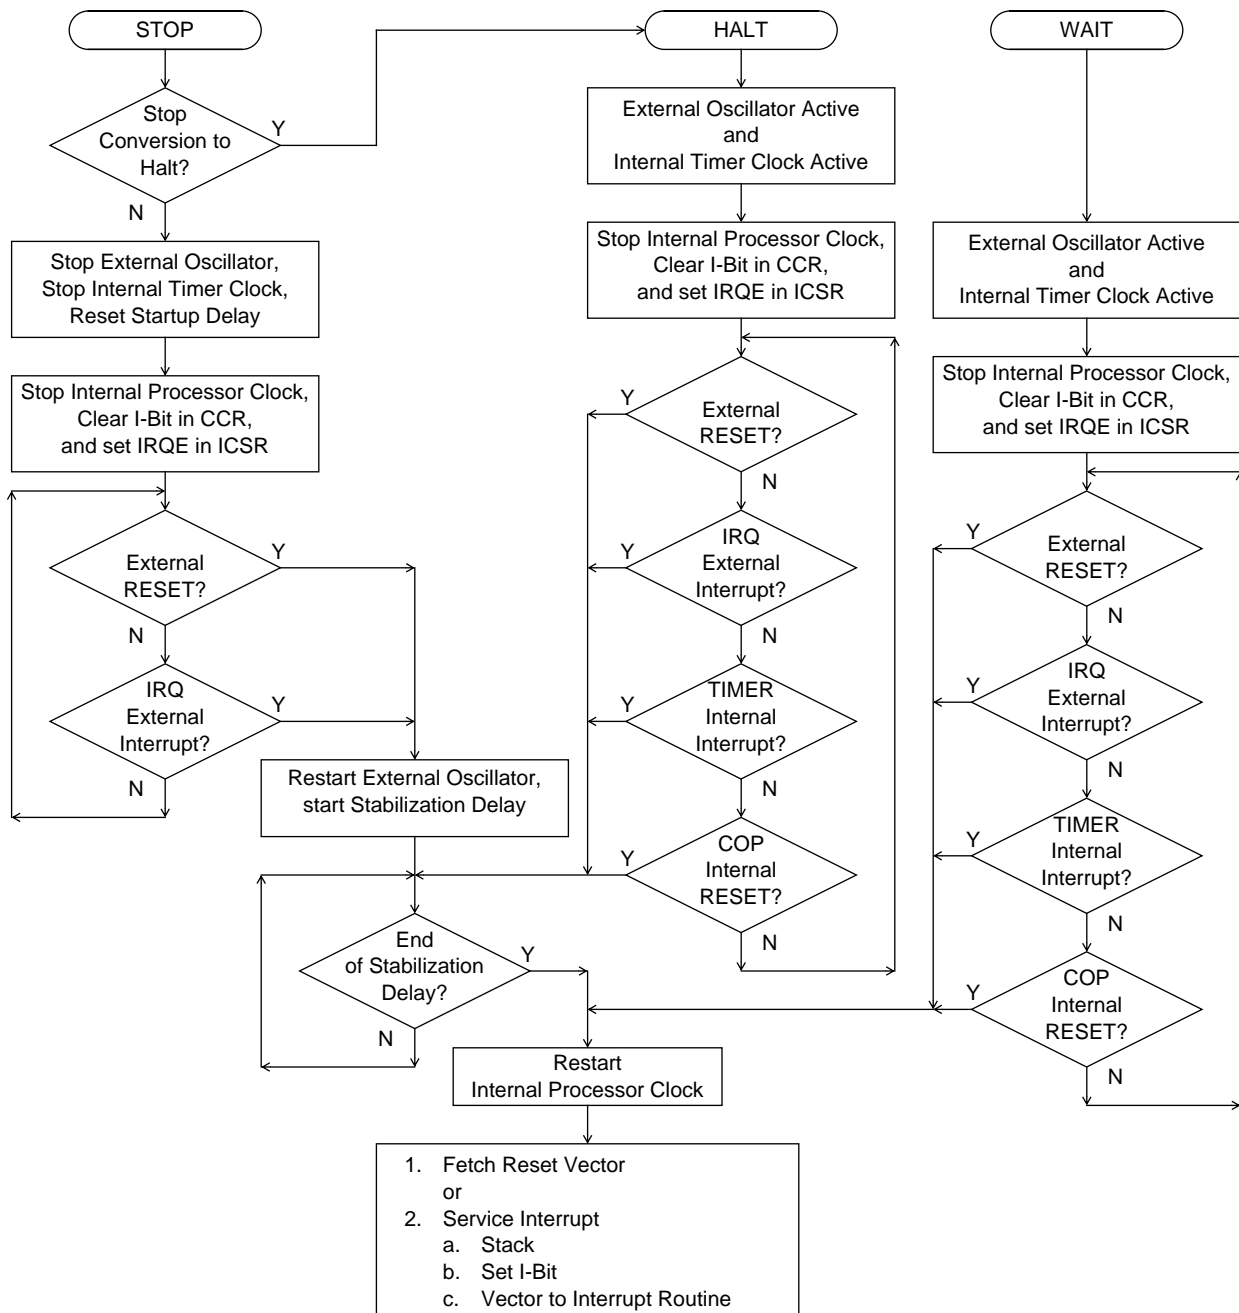 STOP
HALT
WAIT
Stop
Conversion to
Halt?
Y
N
Stop External Oscillator,
Stop Internal Timer Clock,
Reset Startup Delay
Stop Internal Processor Clock,
Clear I-Bit in CCR,
and set IRQE in ICSR
External
RESET?
Y
N
IRQ
External
Interrupt?
Y
N
Restart External Oscillator,
start Stabilization Delay
End
of Stabilization
Delay?
Y
N
External Oscillator Active
and
Internal Timer Clock Active
Stop Internal Processor Clock,
Clear I-Bit in CCR,
and set IRQE in ICSR
Y
External
RESET?
N
Y
IRQ
External
Interrupt?
N
Y
TIMER
Internal
Interrupt?
N
Y
COP
Internal
RESET?
N
External Oscillator Active
and
Internal Timer Clock Active
Stop Internal Processor Clock,
Clear I-Bit in CCR,
and set IRQE in ICSR
Y
External
RESET?
N
Y
IRQ
External
Interrupt?
N
Y
TIMER
Internal
Interrupt?
N
Y
COP
Internal
RESET?
N
Restart
Internal Processor Clock
1. Fetch Reset Vector
or
2. Service Interrupt
a. Stack
b. Set I-Bit
c. Vector to Interrupt Routine